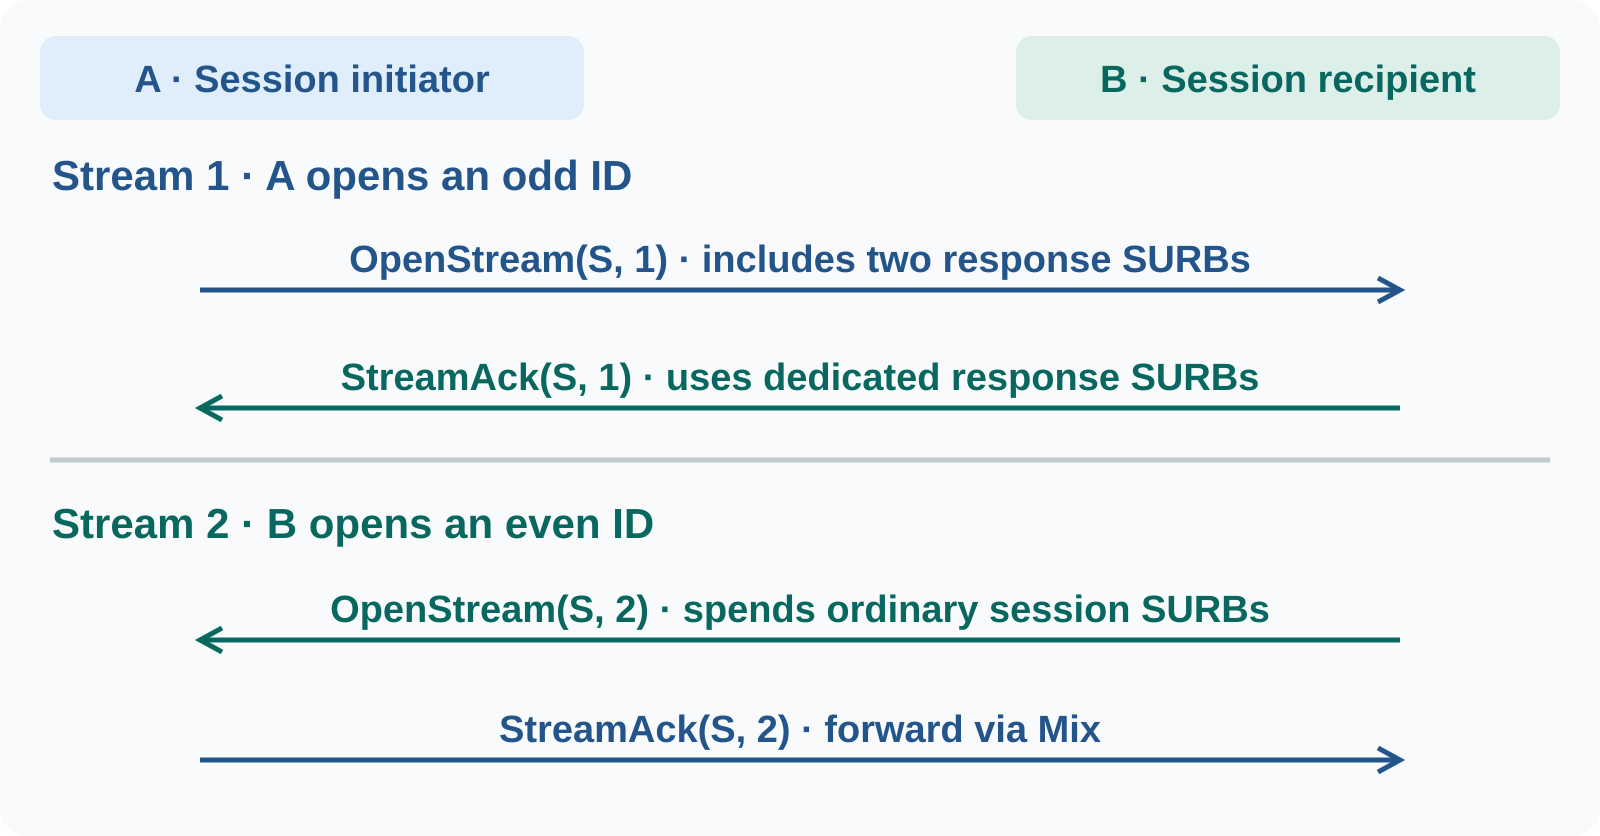 A · Session initiator
B · Session recipient
Stream 1 · A opens an odd ID
OpenStream(S, 1) · includes two response SURBs
StreamAck(S, 1) · uses dedicated response SURBs
Stream 2 · B opens an even ID
OpenStream(S, 2) · spends ordinary session SURBs
StreamAck(S, 2) · forward via Mix